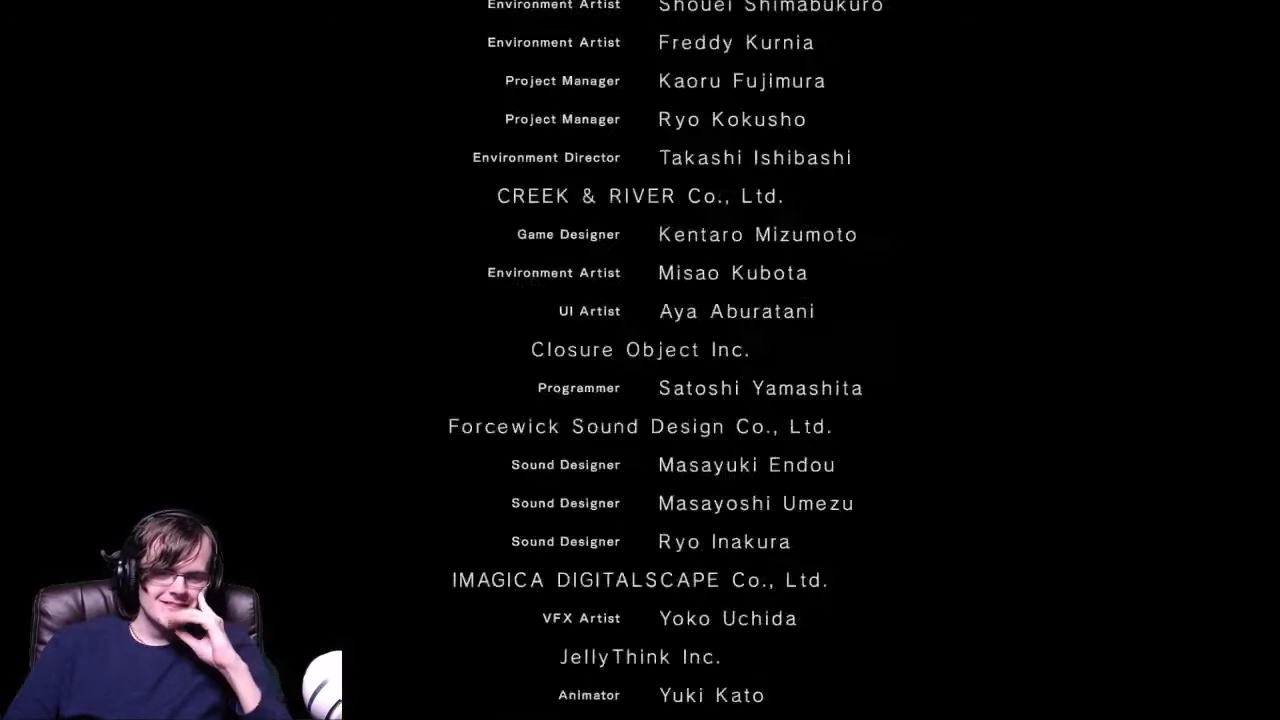 Environment Artist Shouei Shimabukuro
Environment Artist Freddy Kurnia
Project Manager Kaoru Fujimura
Project Manager Ryo Kokusho
Environment Director Takashi Ishibashi
CREEK & RIVER Co., Ltd.
Game Designer Kentaro Mizumoto
Environment Artist Misao Kubota
UI Artist Aya Aburatani
Closure Object Inc.
Programmer Satoshi Yamashita
Forcewick Sound Design Co., Ltd.
Sound Designer Masayuki Endou
Sound Designer Masayoshi Umezu
Sound Designer Ryo Inakura
IMAGICA DIGITALSCAPE Co., Ltd.
VFX Artist Yoko Uchida
JellyThink Inc.
Animator Yuki Kato